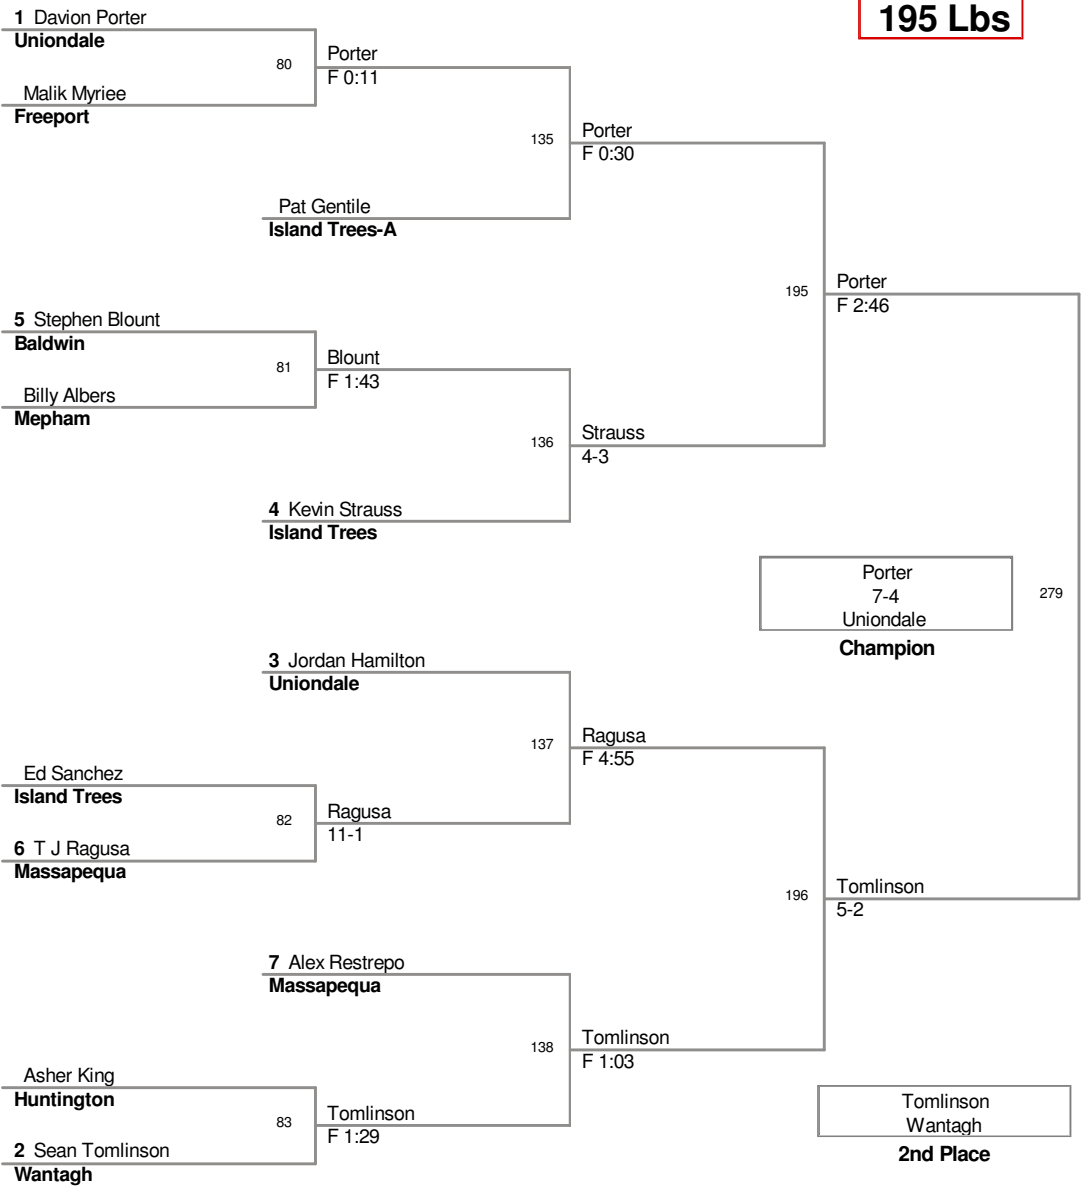 195 Lbs
1 Davion Porter
Uniondale
80
Porter
F 0:11
Malik Myriee
Freeport
135
Porter
F 0:30
Pat Gentile
Island Trees-A
195
Porter
F 2:46
5 Stephen Blount
Baldwin
81
Blount
F 1:43
Billy Albers
Mepham
136
Strauss
4-3
4 Kevin Strauss
Island Trees
Porter
7-4
Uniondale
Champion
279
3 Jordan Hamilton
Uniondale
137
Ragusa
F 4:55
Ed Sanchez
Island Trees
82
Ragusa
11-1
6 T J Ragusa
Massapequa
196
Tomlinson
5-2
7 Alex Restrepo
Massapequa
138
Tomlinson
F 1:03
Asher King
Huntington
83
Tomlinson
F 1:29
2 Sean Tomlinson
Wantagh
Tomlinson
Wantagh
2nd Place